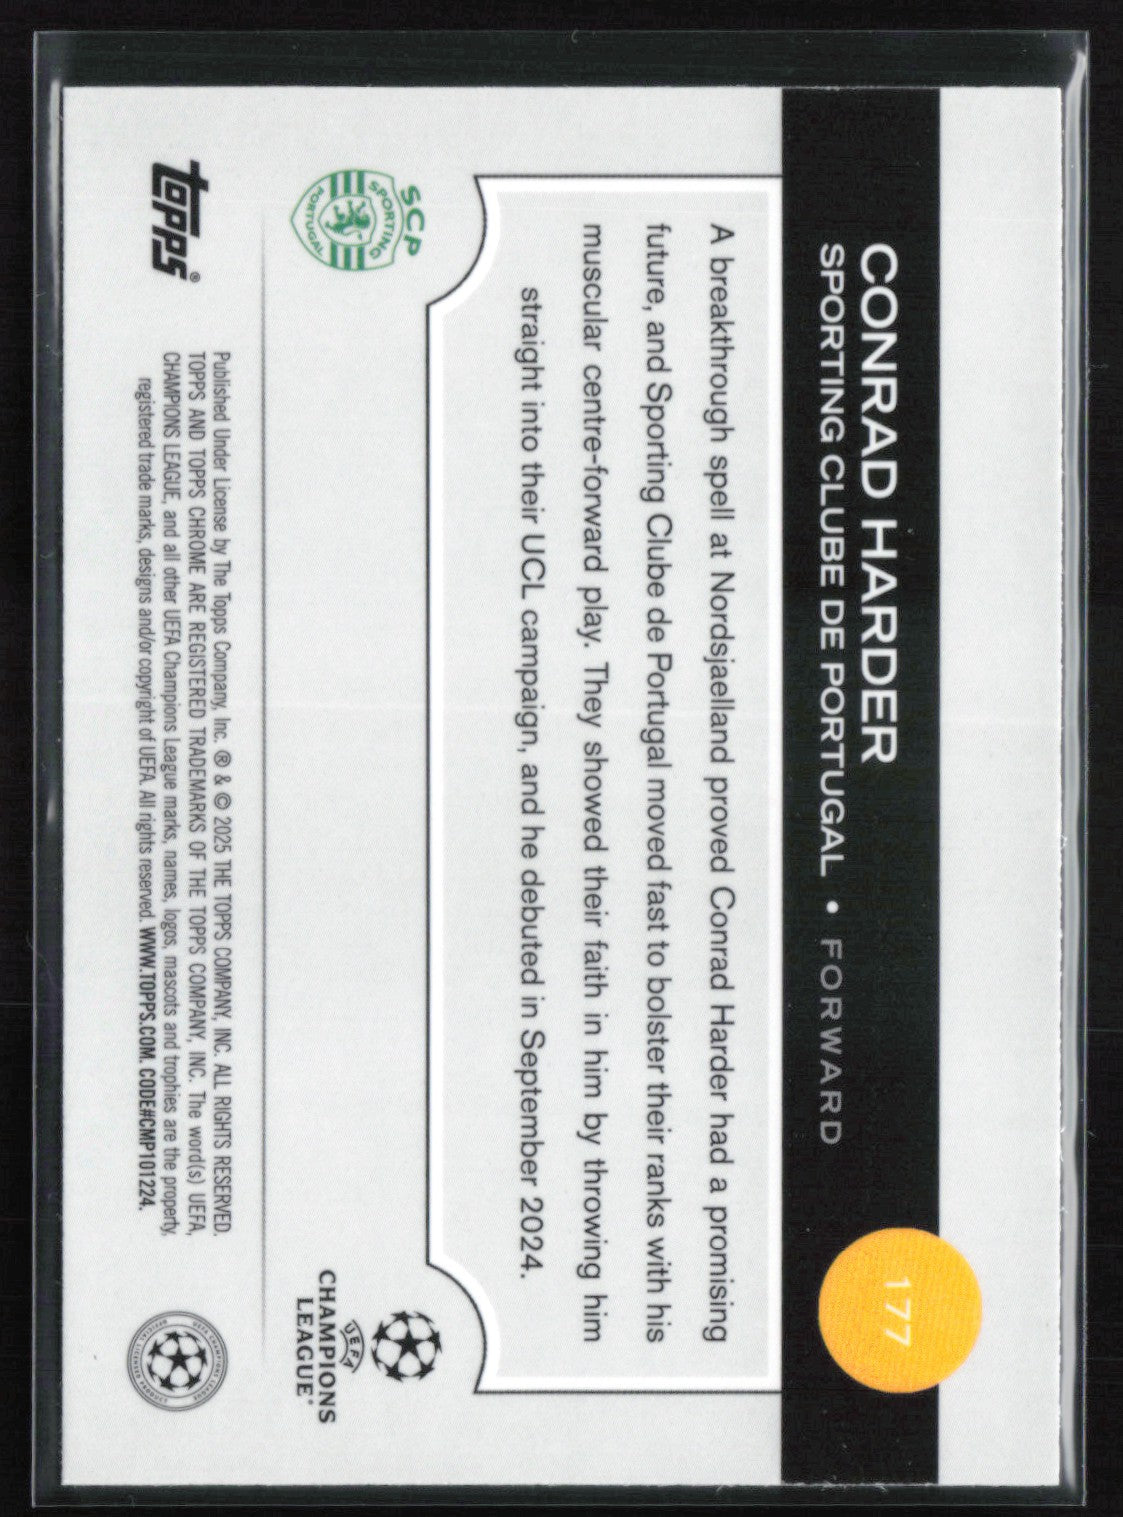 CONRAD HARDER
SPORTING CLUBE DE PORTUGAL • FORWARD
177
A breakthrough spell at Nordsjaelland proved Conrad Harder had a promising
future, and Sporting Clube de Portugal moved fast to bolster their ranks with his
muscular centre-forward play. They showed their faith in him by throwing him
straight into their UCL campaign, and he debuted in September 2024.
SCP
SPORTING
PORTUGAL
UEFA
CHAMPIONS
LEAGUE®
topps®
Published Under License by The Topps Company, Inc. ® & © 2025 THE TOPPS COMPANY, INC. ALL RIGHTS RESERVED.
TOPPS AND TOPPS CHROME ARE REGISTERED TRADEMARKS OF THE TOPPS COMPANY, INC. The word(s) UEFA,
CHAMPIONS LEAGUE, and all other UEFA Champions League marks, names, logos, mascots and trophies are the property,
registered trade marks, designs and/or copyright of UEFA. All rights reserved. WWW.TOPPS.COM. CODE#CMP101224.
UEFA CHAMPIONS LEAGUE
OFFICIAL LICENSED PRODUCT